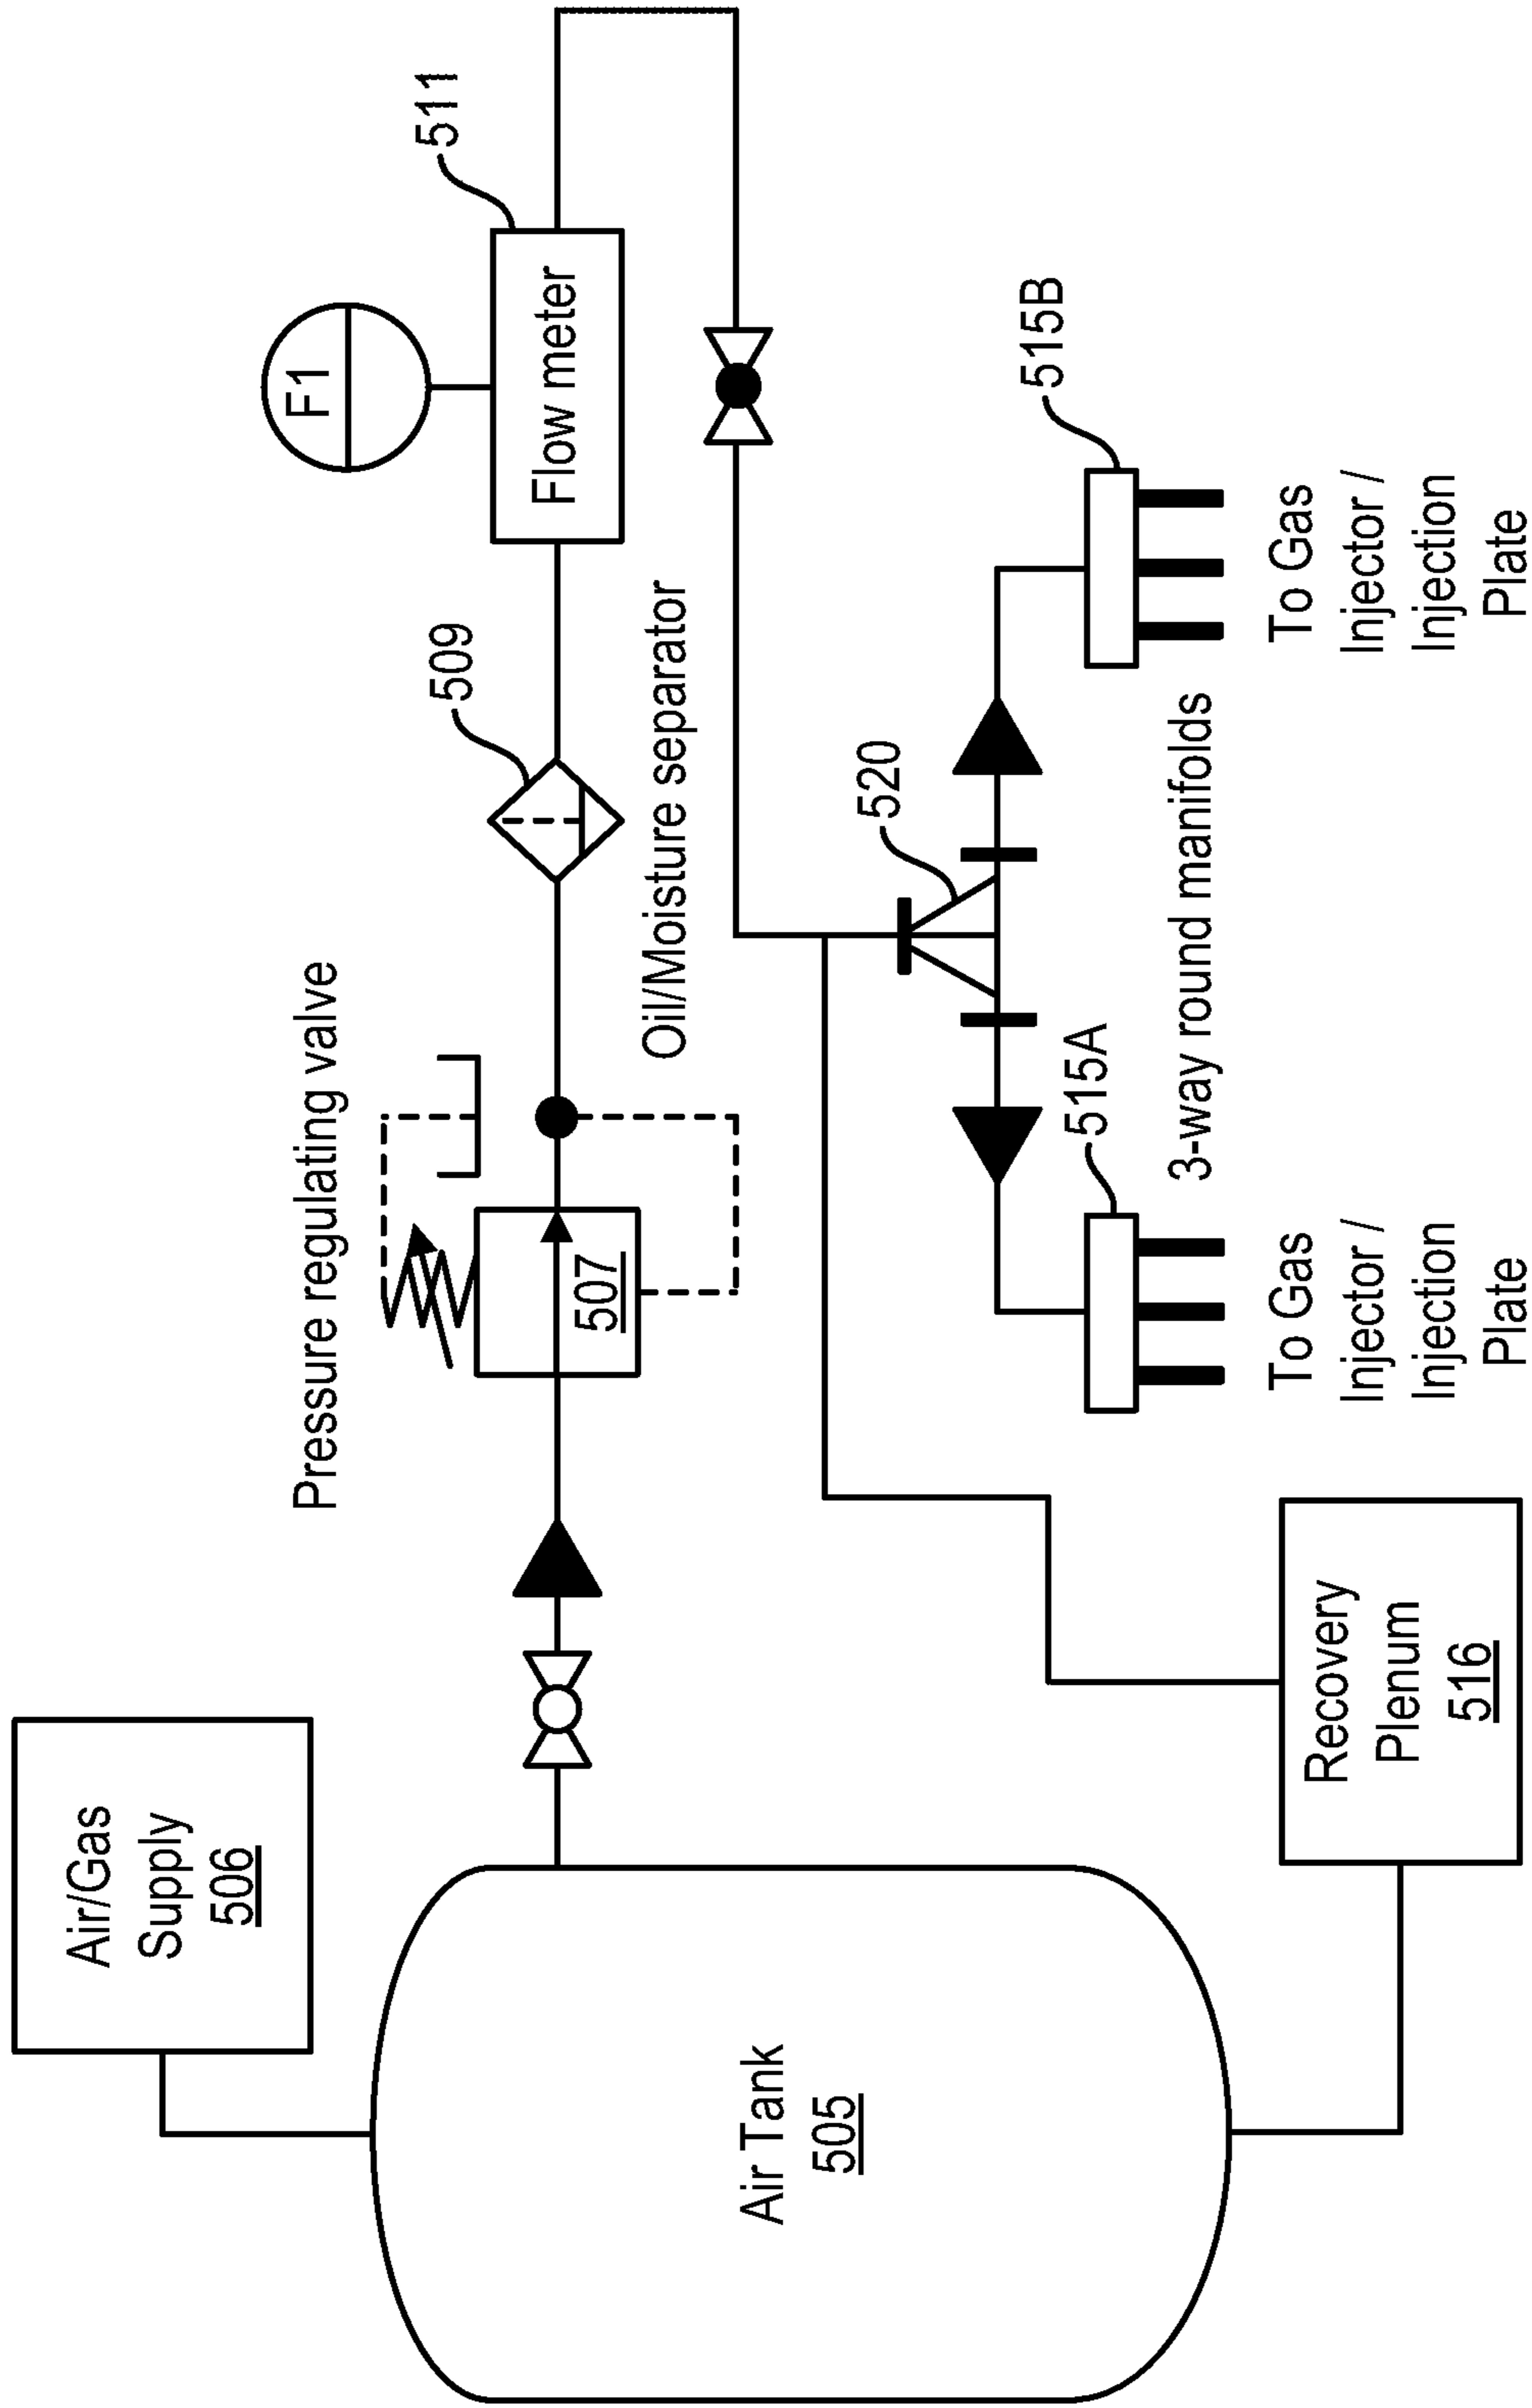 Air/Gas
Supply
506
Air Tank
505
Pressure regulating valve
507
509
Oil/Moisture separator
F1
Flow meter
511
520
515A
515B
3-way round manifolds
To Gas
Injector /
Injection
Plate
To Gas
Injector /
Injection
Plate
Recovery
Plenum
516